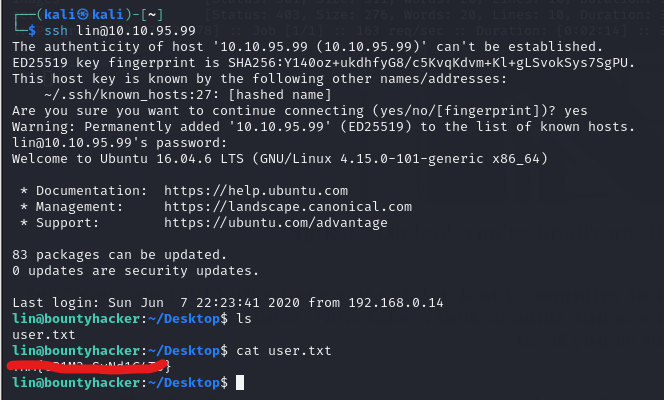 (kali㉿kali)-[~]
$ ssh lin@10.10.95.99
The authenticity of host '10.10.95.99 (10.10.95.99)' can't be established.
ED25519 key fingerprint is SHA256:Y140oz+ukdhfyG8/c5KvqKdvm+Kl+gLSvokSys7SgPU.
This host key is known by the following other names/addresses:
~/.ssh/known_hosts:27: [hashed name]
Are you sure you want to continue connecting (yes/no/[fingerprint])? yes
Warning: Permanently added '10.10.95.99' (ED25519) to the list of known hosts.
lin@10.10.95.99's password:
Welcome to Ubuntu 16.04.6 LTS (GNU/Linux 4.15.0-101-generic x86_64)
* Documentation: https://help.ubuntu.com
* Management: https://landscape.canonical.com
* Support: https://ubuntu.com/advantage
83 packages can be updated.
0 updates are security updates.
Last login: Sun Jun 7 22:23:41 2020 from 192.168.0.14
lin@bountyhacker:~/Desktop$ ls
user.txt
lin@bountyhacker:~/Desktop$ cat user.txt
}
lin@bountyhacker:~/Desktop$